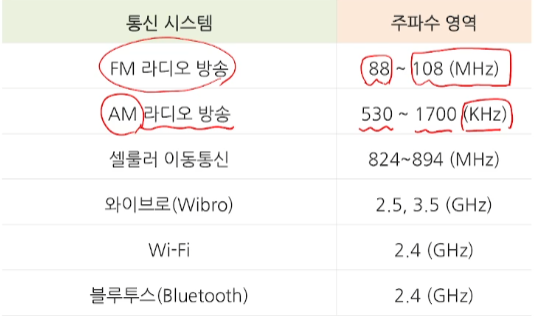 통신 시스템 주파수 영역
FM 라디오 방송 88 ~ 108 (MHz)
AM 라디오 방송 530 ~ 1700 (KHz)
셀룰러 이동통신 824~894 (MHz)
와이브로(Wibro) 2.5, 3.5 (GHz)
Wi-Fi 2.4 (GHz)
블루투스(Bluetooth) 2.4 (GHz)